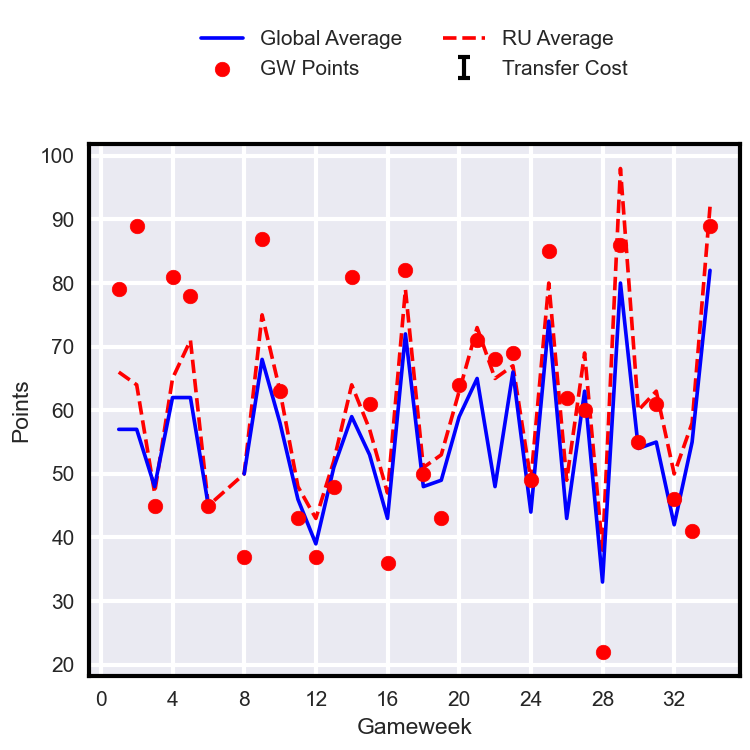 Global Average
RU Average
GW Points
Transfer Cost
100
90
80
70
60
50
40
30
20
Points
0 4 8 12 16 20 24 28 32
Gameweek